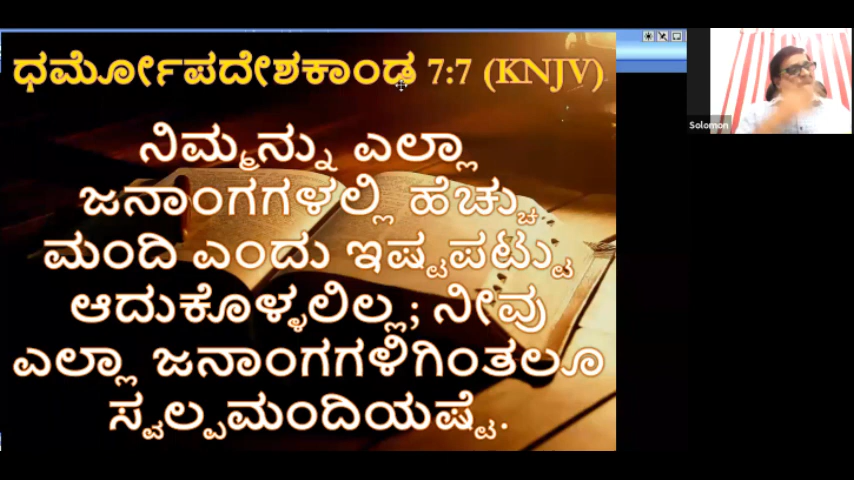 ಧರ್ಮೋಪದೇಶಕಾಂಡ 7:7 (KNJV)
ನಿಮ್ಮನ್ನು ಎಲ್ಲಾ
ಜನಾಂಗಗಳಲ್ಲಿ ಹೆಚ್ಚು
ಮಂದಿ ಎಂದು ಇಷ್ಟಪಟ್ಟು
ಆದುಕೊಳ್ಳಲಿಲ್ಲ; ನೀವು
ಎಲ್ಲಾ ಜನಾಂಗಗಳಿಗಿಂತಲೂ
ಸ್ವಲ್ಪಮಂದಿಯಷ್ಟೆ.
Solomon